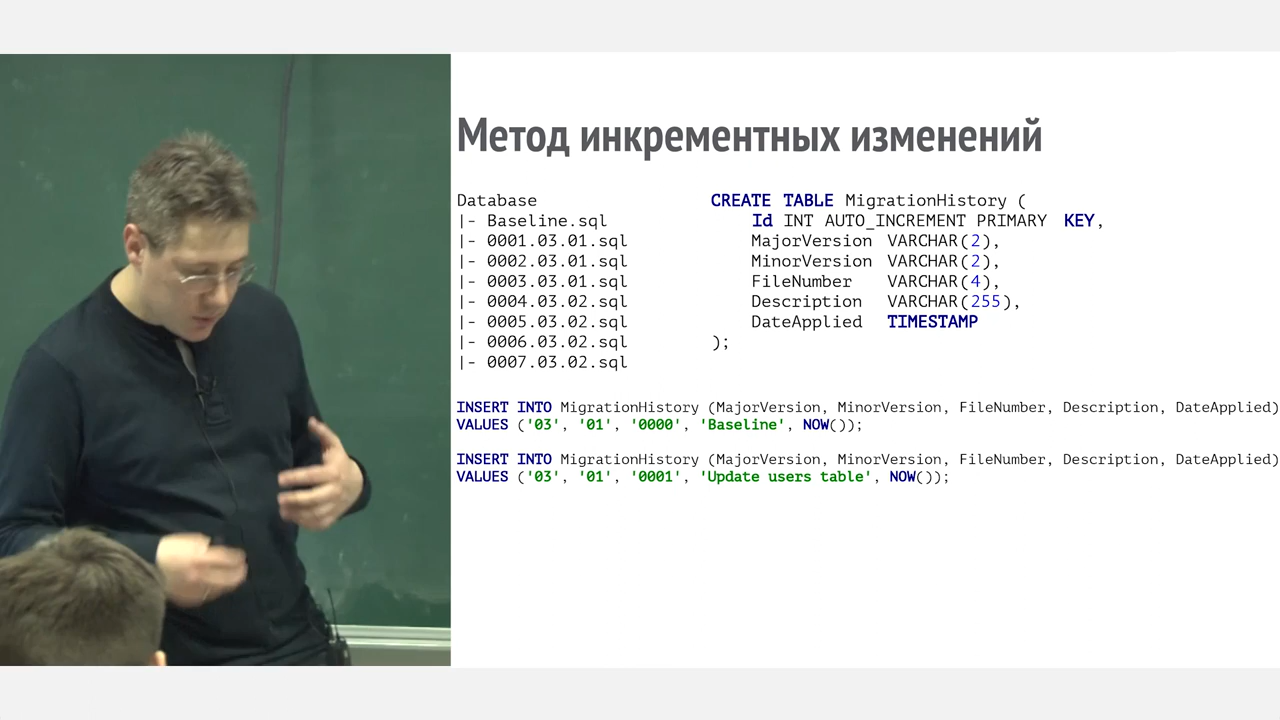 Метод инкрементных изменений
Database
|- Baseline.sql
|- 0001.03.01.sql
|- 0002.03.01.sql
|- 0003.03.01.sql
|- 0004.03.02.sql
|- 0005.03.02.sql
|- 0006.03.02.sql
|- 0007.03.02.sql
CREATE TABLE MigrationHistory (
Id INT AUTO_INCREMENT PRIMARY KEY,
MajorVersion VARCHAR(2),
MinorVersion VARCHAR(2),
FileNumber VARCHAR(4),
Description VARCHAR(255),
DateApplied TIMESTAMP
);
INSERT INTO MigrationHistory (MajorVersion, MinorVersion, FileNumber, Description, DateApplied)
VALUES ('03', '01', '0000', 'Baseline', NOW());
INSERT INTO MigrationHistory (MajorVersion, MinorVersion, FileNumber, Description, DateApplied)
VALUES ('03', '01', '0001', 'Update users table', NOW());